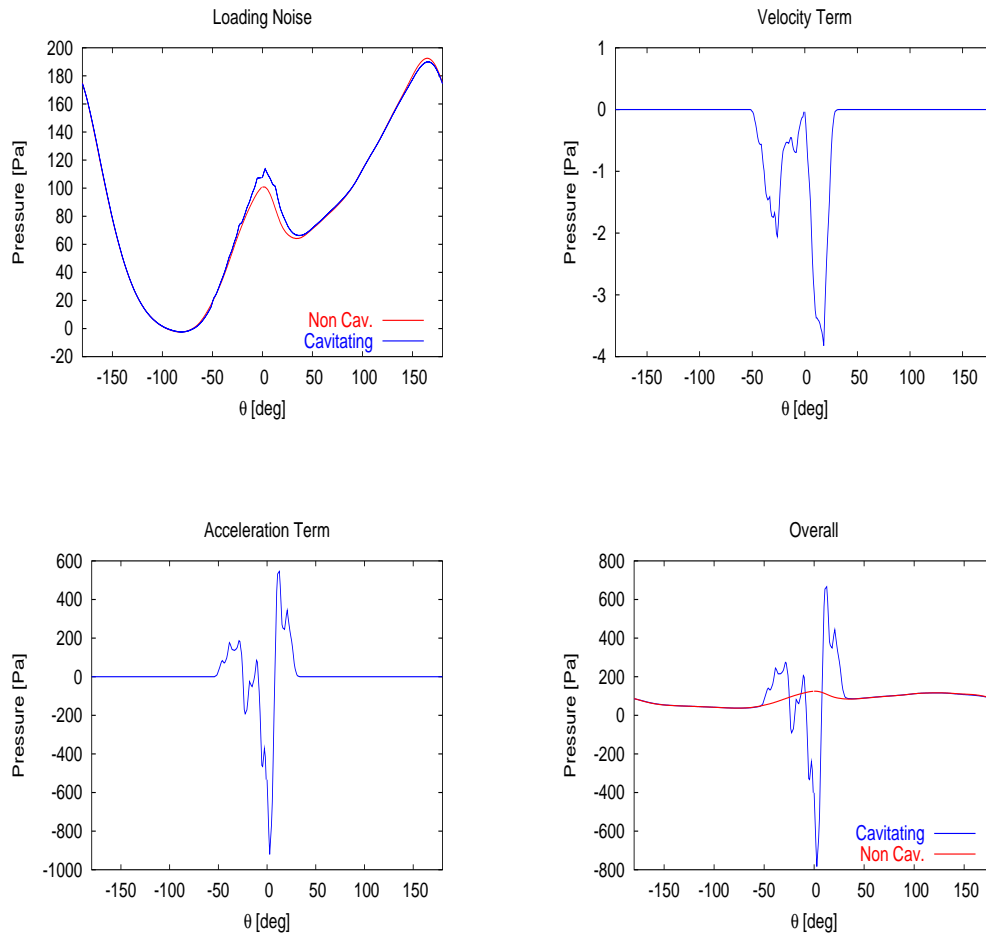 Loading Noise
200
180
160
140
120
100
80
60
40
20
0
-20
Pressure [Pa]
Non Cav.
Cavitating
-150 -100 -50 0 50 100 150
θ [deg]
Velocity Term
1
0
-1
-2
-3
-4
Pressure [Pa]
-150 -100 -50 0 50 100 150
θ [deg]
Acceleration Term
600
400
200
0
-200
-400
-600
-800
-1000
Pressure [Pa]
-150 -100 -50 0 50 100 150
θ [deg]
Overall
800
600
400
200
0
-200
-400
-600
-800
Pressure [Pa]
Cavitating
Non Cav.
-150 -100 -50 0 50 100 150
θ [deg]